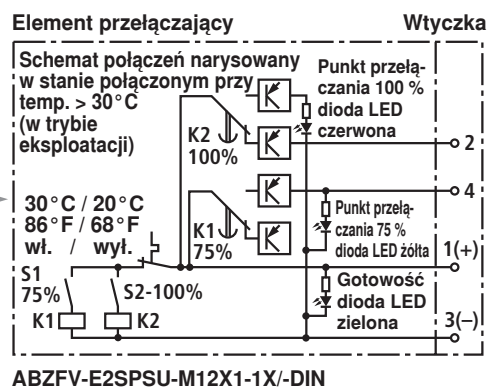 Element przełączający
Wtyczka
Schemat połączeń narysowany
w stanie połączonym przy
temp. > 30°C
(w trybie
eksploatacji)
Punkt przełą-
czania 100 %
dioda LED
czerwona
K2
100%
2
4
30°C / 20°C
86°F / 68°F
wł. / wył.
K1
75%
Punkt przełą-
czania 75 %
dioda LED żółta
1(+)
S1
75%
S2-100%
Gotowość
dioda LED
zielona
K1
K2
3(–)
ABZFV-E2SPSU-M12X1-1X/-DIN